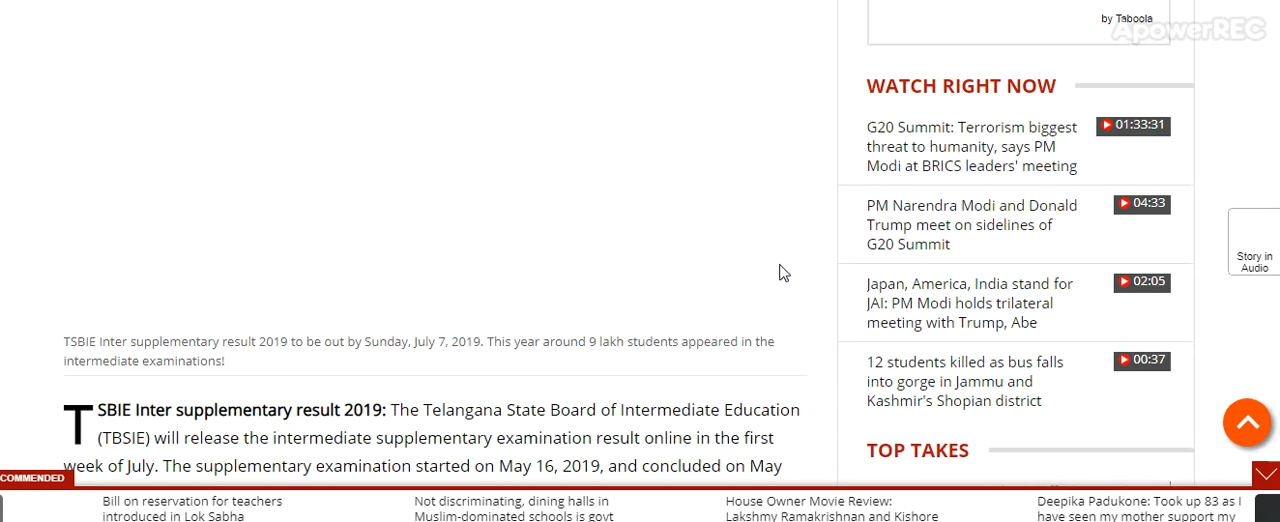 by Taboola
ApowerREC
WATCH RIGHT NOW
G20 Summit: Terrorism biggest
threat to humanity, says PM
Modi at BRICS leaders' meeting
01:33:31
PM Narendra Modi and Donald
Trump meet on sidelines of
G20 Summit
04:33
Japan, America, India stand for
JAI: PM Modi holds trilateral
meeting with Trump, Abe
02:05
12 students killed as bus falls
into gorge in Jammu and
Kashmir's Shopian district
00:37
TOP TAKES
Story in
Audio
TSBIE Inter supplementary result 2019 to be out by Sunday, July 7, 2019. This year around 9 lakh students appeared in the
intermediate examinations!
TSBIE Inter supplementary result 2019: The Telangana State Board of Intermediate Education
(TBSIE) will release the intermediate supplementary examination result online in the first
week of July. The supplementary examination started on May 16, 2019, and concluded on May
COMMENDED
Bill on reservation for teachers
introduced in Lok Sabha
Not discriminating, dining halls in
Muslim-dominated schools is govt
House Owner Movie Review:
Lakshmy Ramakrishnan and Kishore
Deepika Padukone: Took up 83 as I
have seen my mother support my